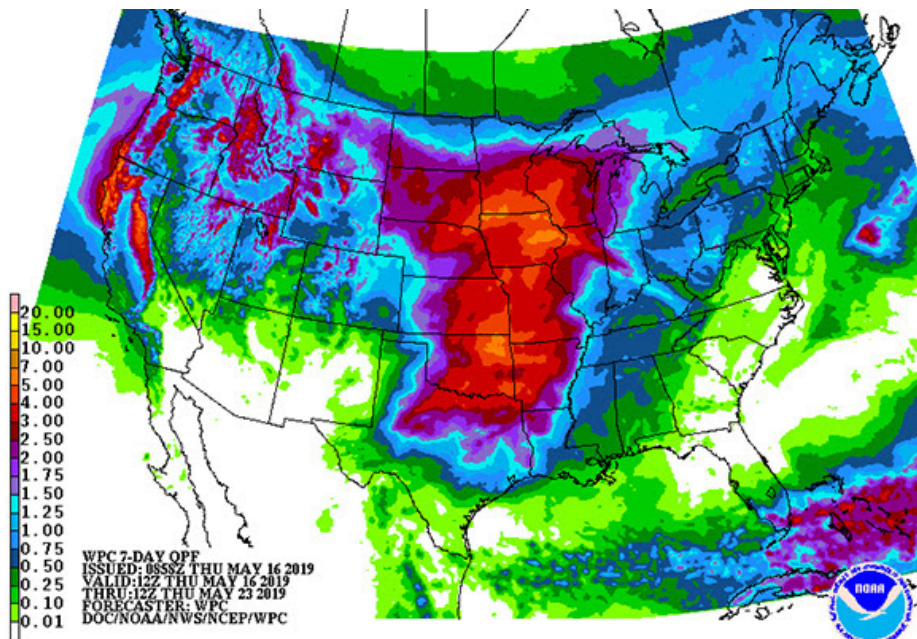 20.00
15.00
10.00
7.00
5.00
4.00
3.00
2.50
2.00
1.75
1.50
1.25
1.00
0.75
0.50
0.25
0.10
0.01
WPC 7-DAY QPF
ISSUED: 0858Z THU MAY 16 2019
VALID:12Z THU MAY 16 2019
THRU:12Z THU MAY 23 2019
FORECASTER: WPC
DOC/NOAA/NWS/NCEP/WPC
NOAA